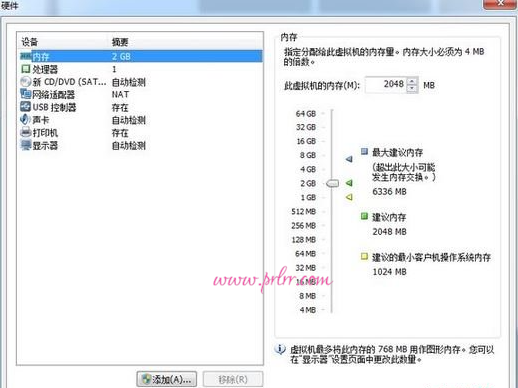 硬件
设备 摘要
内存 2 GB
处理器 1
新 CD/DVD (SAT... 自动检测
网络适配器 NAT
USB 控制器 存在
声卡 自动检测
打印机 存在
显示器 自动检测
添加(A)...
移除(R)
内存
指定分配给此虚拟机的内存量。内存大小必须为 4 MB
的倍数。
此虚拟机的内存(M): 2048 MB
64 GB
32 GB
16 GB
8 GB
4 GB
2 GB
1 GB
512 MB
256 MB
128 MB
64 MB
32 MB
16 MB
8 MB
4 MB
最大建议内存
(超出此大小可能
发生内存交换。)
6336 MB
建议内存
2048 MB
建议的最小客户机操作系统内存
1024 MB
虚拟机最多将此内存的 768 MB 用作图形内存。您可以
在"显示器"设置页面中更改此数量。
www.prlrr.com